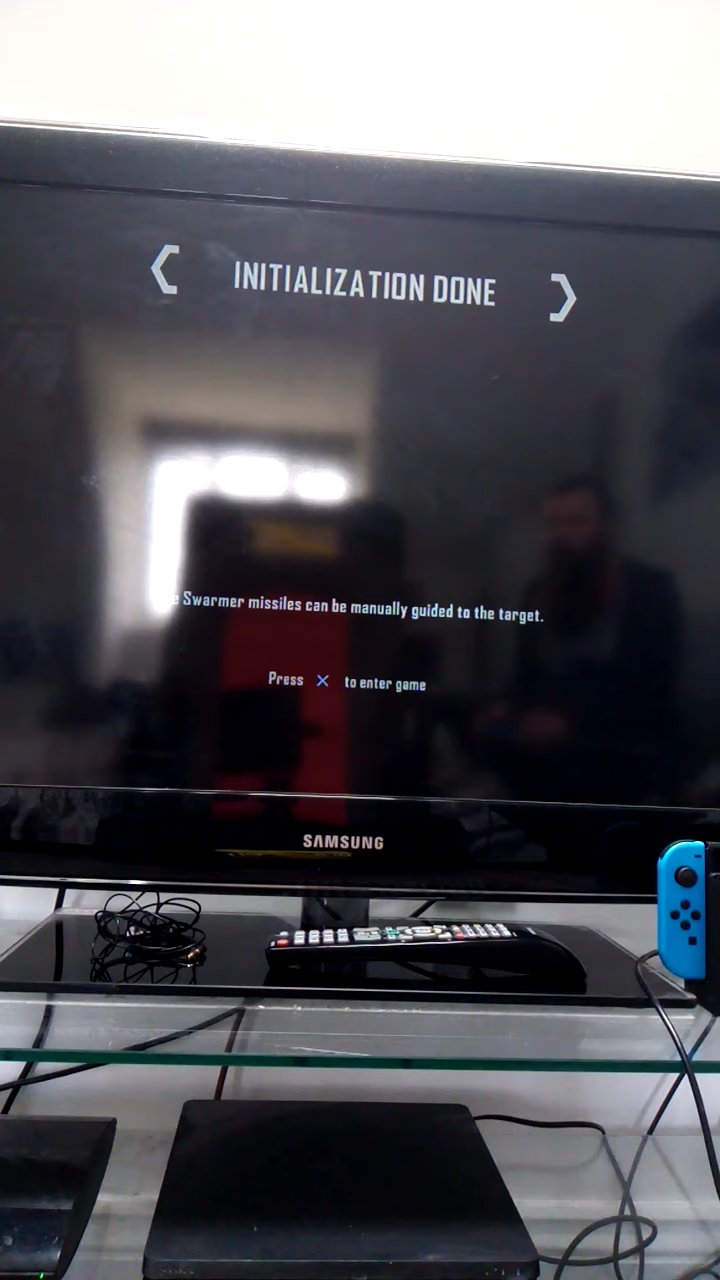 INITIALIZATION DONE
Swarmer missiles can be manually guided to the target.
Press X to enter game
SAMSUNG